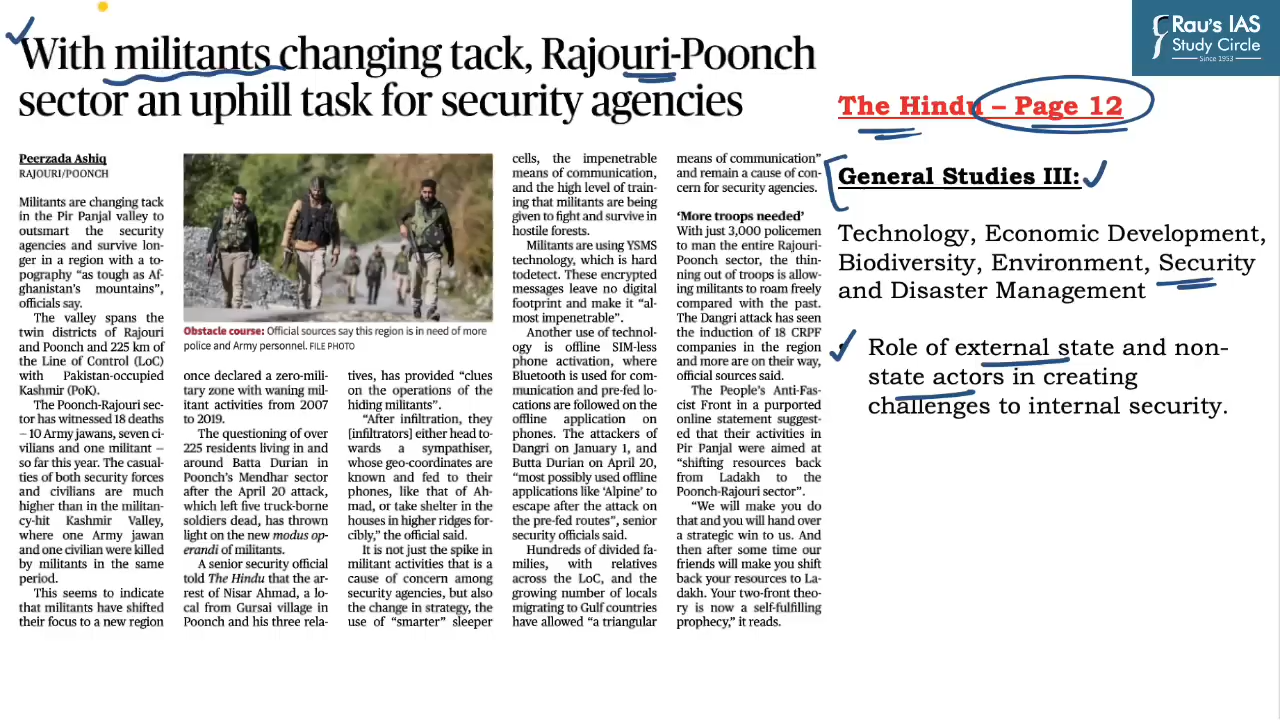 With militants changing tack, Rajouri-Poonch
sector an uphill task for security agencies
Peerzada Ashiq
RAJOURI/POONCH
Militants are changing tack
in the Pir Panjal valley to
outsmart the security
agencies and survive lon-
ger in a region with a to-
pography “as tough as Af-
ghanistan’s mountains”,
officials say.
The valley spans the
twin districts of Rajouri
and Poonch and 225 km of
the Line of Control (LoC)
with Pakistan-occupied
Kashmir (PoK).
The Poonch-Rajouri sec-
tor has witnessed 18 deaths
– 10 Army jawans, seven ci-
vilians and one militant –
so far this year. The casual-
ties of both security forces
and civilians are much
higher than in the militan-
cy-hit Kashmir Valley,
where one Army jawan
and one civilian were killed
by militants in the same
period.
This seems to indicate
that militants have shifted
their focus to a new region
Obstacle course: Official sources say this region is in need of more
police and Army personnel. FILE PHOTO
once declared a zero-mili-
tary zone with waning mil-
itant activities from 2007
to 2019.
The questioning of over
225 residents living in and
around Batta Durian in
Poonch’s Mendhar sector
after the April 20 attack,
which left five truck-borne
soldiers dead, has thrown
light on the new modus op-
erandi of militants.
A senior security official
told The Hindu that the ar-
rest of Nisar Ahmad, a lo-
cal from Gursai village in
Poonch and his three rela-
tives, has provided “clues
on the operations of the
hiding militants”.
“After infiltration, they
[infiltrators] either head to-
wards a sympathiser,
whose geo-coordinates are
known and fed to their
phones, like that of Ah-
mad, or take shelter in the
houses in higher ridges for-
cibly,” the official said.
It is not just the spike in
militant activities that is a
cause of concern among
security agencies, but also
the change in strategy, the
use of “smarter” sleeper
cells, the impenetrable
means of communication,
and the high level of train-
ing that militants are being
given to fight and survive in
hostile forests.
Militants are using YSMS
technology, which is hard
todetect. These encrypted
messages leave no digital
footprint and make it “al-
most impenetrable”.
Another use of technol-
ogy is offline SIM-less
phone activation, where
Bluetooth is used for com-
munication and pre-fed lo-
cations are followed on the
offline application on
phones. The attackers of
Dangri on January 1, and
Butta Durian on April 20,
“most possibly used offline
applications like ‘Alpine’ to
escape after the attack on
the pre-fed routes”, senior
security officials said.
Hundreds of divided fa-
milies, with relatives
across the LoC, and the
growing number of locals
migrating to Gulf countries
have allowed “a triangular
means of communication”
and remain a cause of con-
cern for security agencies.
‘More troops needed’
With just 3,000 policemen
to man the entire Rajouri-
Poonch sector, the thin-
ning out of troops is allow-
ing militants to roam freely
compared with the past.
The Dangri attack has seen
the induction of 18 CRPF
companies in the region
and more are on their way,
official sources said.
The People’s Anti-Fas-
cist Front in a purported
online statement suggest-
ed that their activities in
Pir Panjal were aimed at
“shifting resources back
from Ladakh to the
Poonch-Rajouri sector”.
“We will make you do
that and you will hand over
a strategic win to us. And
then after some time our
friends will make you shift
back your resources to La-
dakh. Your two-front theo-
ry is now a self-fulfilling
prophecy,” it reads.
Rau's IAS
Study Circle
Since 1953
The Hindu – Page 12
General Studies III:
Technology, Economic Development,
Biodiversity, Environment, Security
and Disaster Management
Role of external state and non-
state actors in creating
challenges to internal security.